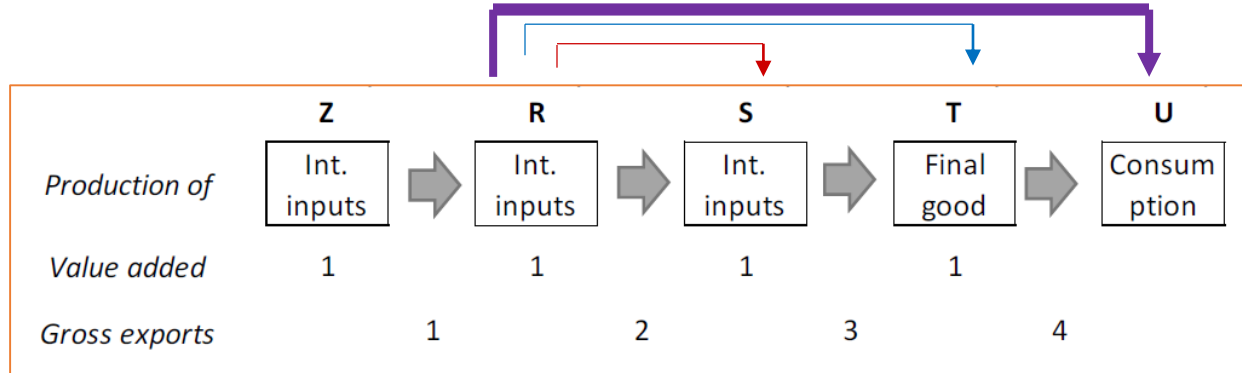 Z R S T U
Production of
Int. inputs
Int. inputs
Int. inputs
Final good
Consum ption
Value added 1 1 1 1
Gross exports 1 2 3 4